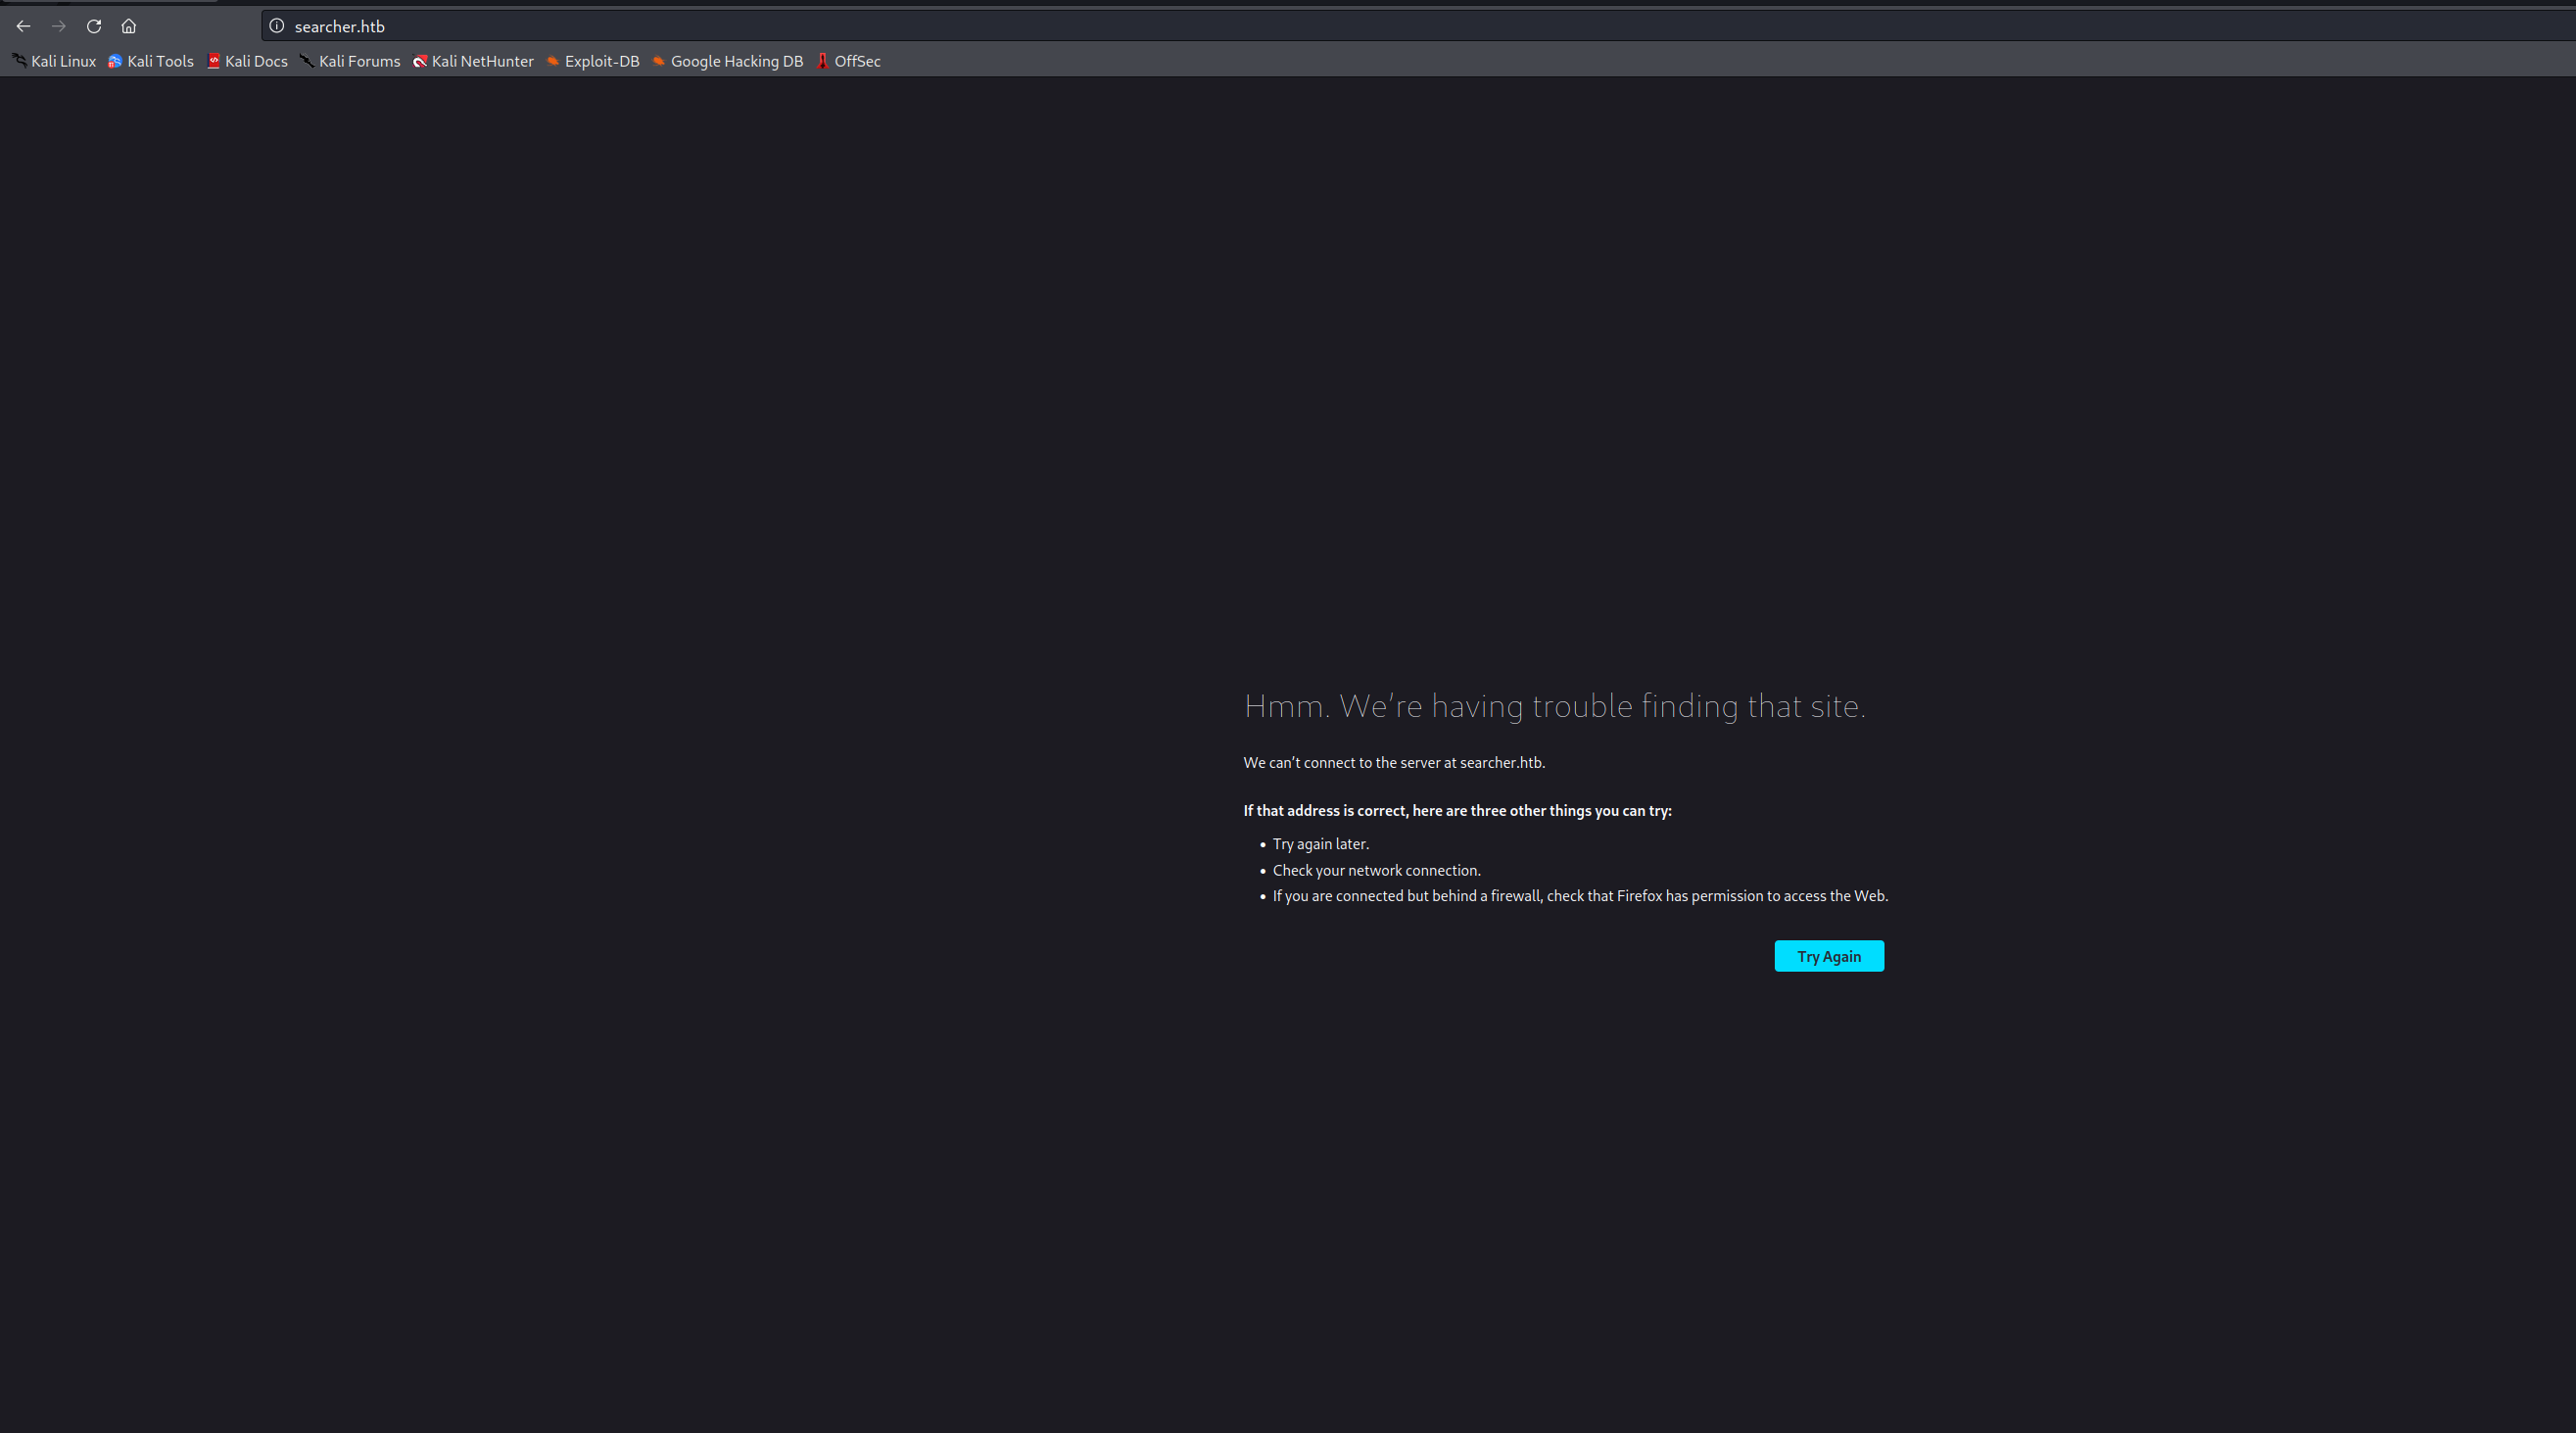 searcher.htb
Kali Linux Kali Tools Kali Docs Kali Forums Kali NetHunter Exploit-DB Google Hacking DB OffSec
Hmm. We’re having trouble finding that site.
We can’t connect to the server at searcher.htb.
If that address is correct, here are three other things you can try:
• Try again later.
• Check your network connection.
• If you are connected but behind a firewall, check that Firefox has permission to access the Web.
Try Again